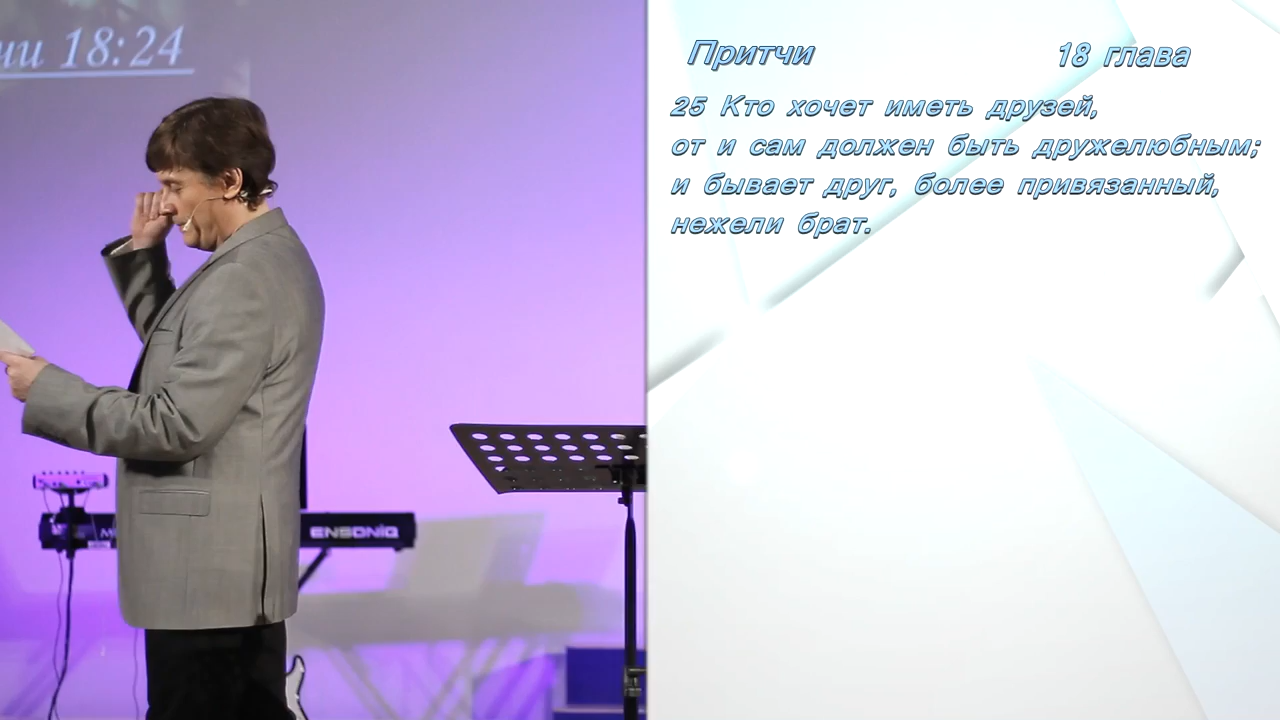 чи 18:24
Притчи 18 глава
25 Кто хочет иметь друзей,
от и сам должен быть дружелюбным;
и бывает друг, более привязанный,
нежели брат.
ENSONIQ